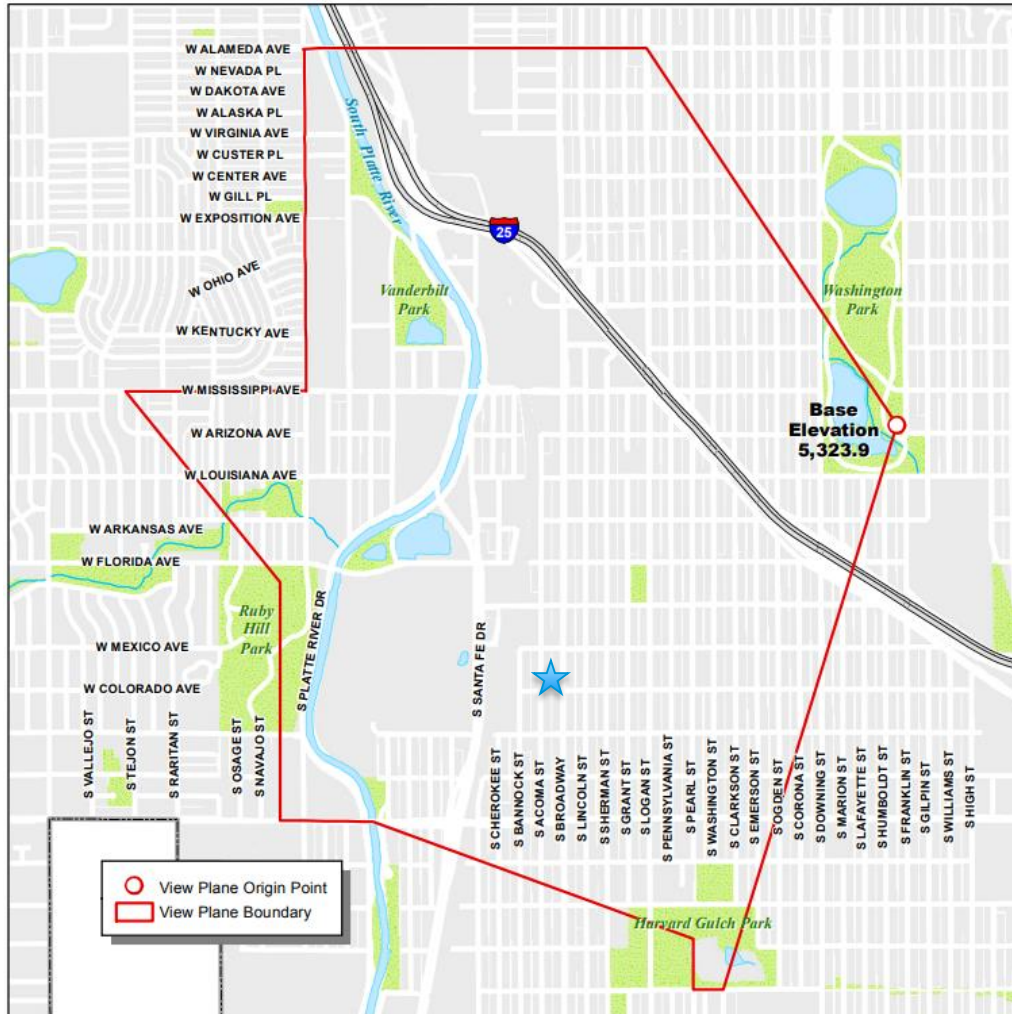 W ALAMEDA AVE
W NEVADA PL
W DAKOTA AVE
W ALASKA PL
W VIRGINIA AVE
W CUSTER PL
W CENTER AVE
W GILL PL
W EXPOSITION AVE
W OHIO AVE
W KENTUCKY AVE
W MISSISSIPPI AVE
W ARIZONA AVE
W LOUISIANA AVE
W ARKANSAS AVE
W FLORIDA AVE
W MEXICO AVE
W COLORADO AVE
South Platte River
25
Vanderbilt
Park
Washington
Park
Base
Elevation
5,323.9
Ruby
Hill
Park
S PLATTE RIVER DR
S SANTA FE DR
S VALLEJO ST
S TEJON ST
S RARITAN ST
S OSAGE ST
S NAVAJO ST
S CHEROKEE ST
S BANNOCK ST
S ACOMA ST
S BROADWAY
S LINCOLN ST
S SHERMAN ST
S GRANT ST
S LOGAN ST
S PENNSYLVANIA ST
S PEARL ST
S WASHINGTON ST
S CLARKSON ST
S EMERSON ST
S OGDEN ST
S CORONA ST
S DOWNING ST
S MARION ST
S LAFAYETTE ST
S HUMBOLDT ST
S FRANKLIN ST
S GILPIN ST
S WILLIAMS ST
S HIGH ST
Harvard Gulch Park
View Plane Origin Point
View Plane Boundary